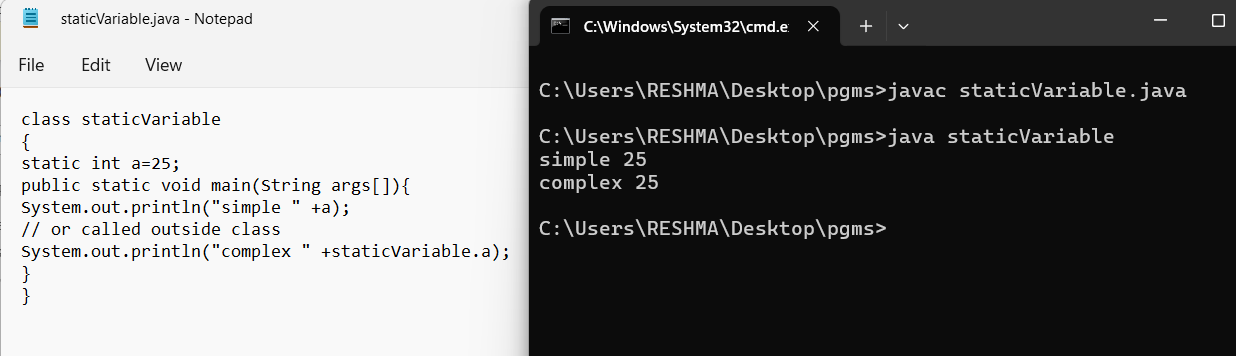 staticVariable.java - Notepad
File Edit View
class staticVariable
{
static int a=25;
public static void main(String args[]){
System.out.println("simple " +a);
// or called outside class
System.out.println("complex " +staticVariable.a);
}
}
C:\Windows\System32\cmd.e
C:\Users\RESHMA\Desktop\pgms>javac staticVariable.java
C:\Users\RESHMA\Desktop\pgms>java staticVariable
simple 25
complex 25
C:\Users\RESHMA\Desktop\pgms>